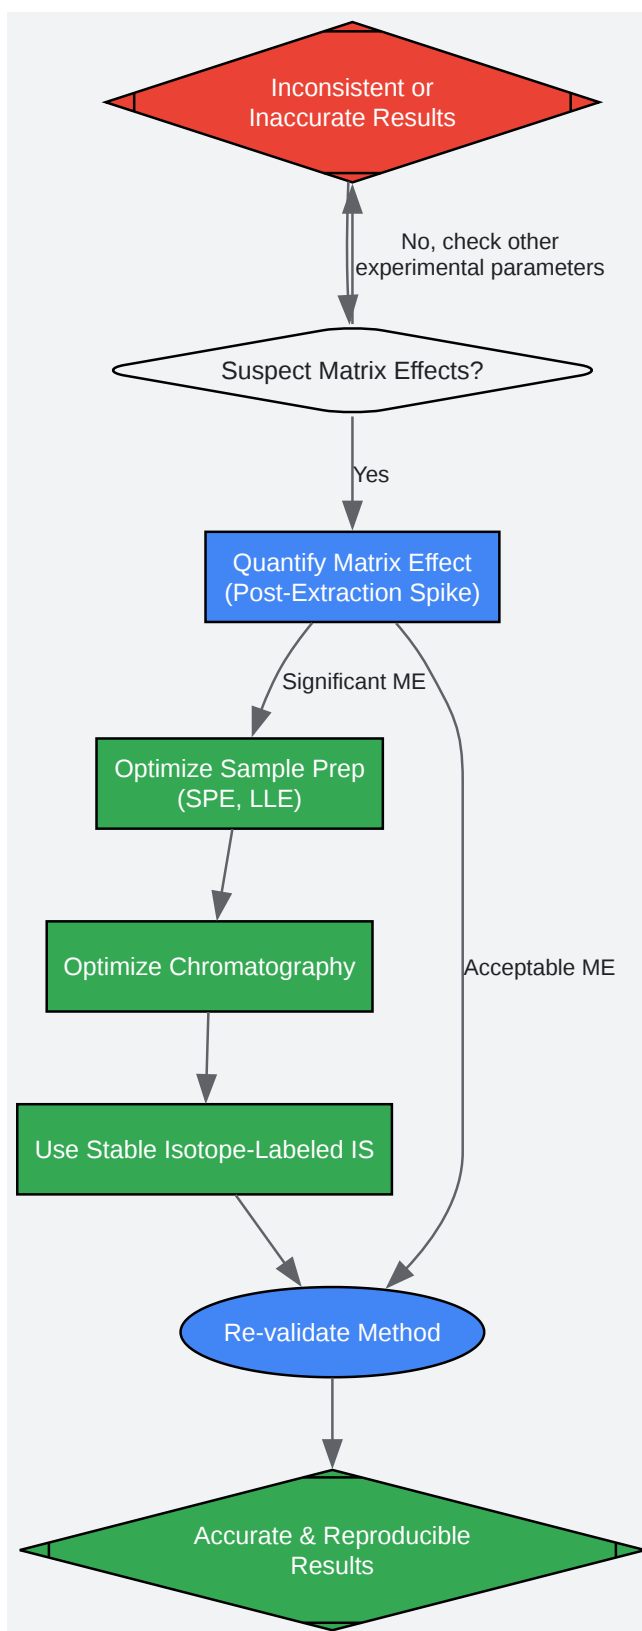 Inconsistent or
Inaccurate Results
No, check other
experimental parameters
Suspect Matrix Effects?
Yes
Quantify Matrix Effect
(Post-Extraction Spike)
Significant ME
Optimize Sample Prep
(SPE, LLE)
Optimize Chromatography
Acceptable ME
Use Stable Isotope-Labeled IS
Re-validate Method
Accurate & Reproducible
Results